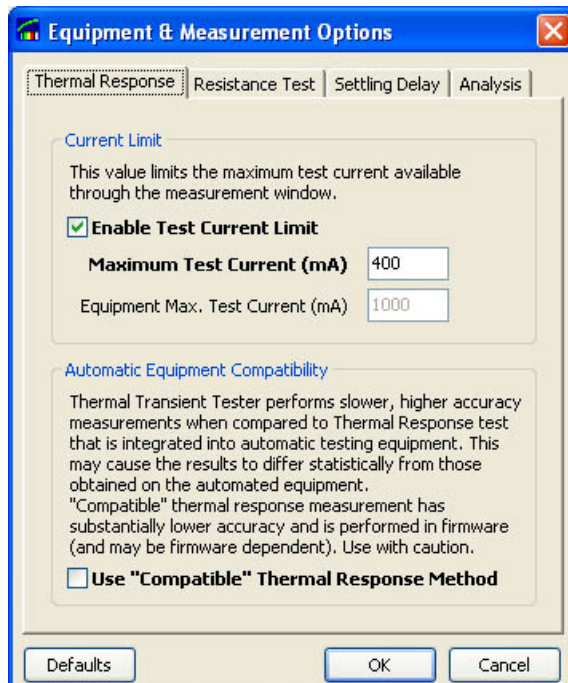 Equipment & Measurement Options
Thermal Response
Resistance Test
Settling Delay
Analysis
Current Limit
This value limits the maximum test current available
through the measurement window.
Enable Test Current Limit
Maximum Test Current (mA)
400
Equipment Max. Test Current (mA)
1000
Automatic Equipment Compatibility
Thermal Transient Tester performs slower, higher accuracy
measurements when compared to Thermal Response test
that is integrated into automatic testing equipment. This
may cause the results to differ statistically from those
obtained on the automated equipment.
"Compatible" thermal response measurement has
substantially lower accuracy and is performed in firmware
(and may be firmware dependent). Use with caution.
Use "Compatible" Thermal Response Method
Defaults
OK
Cancel